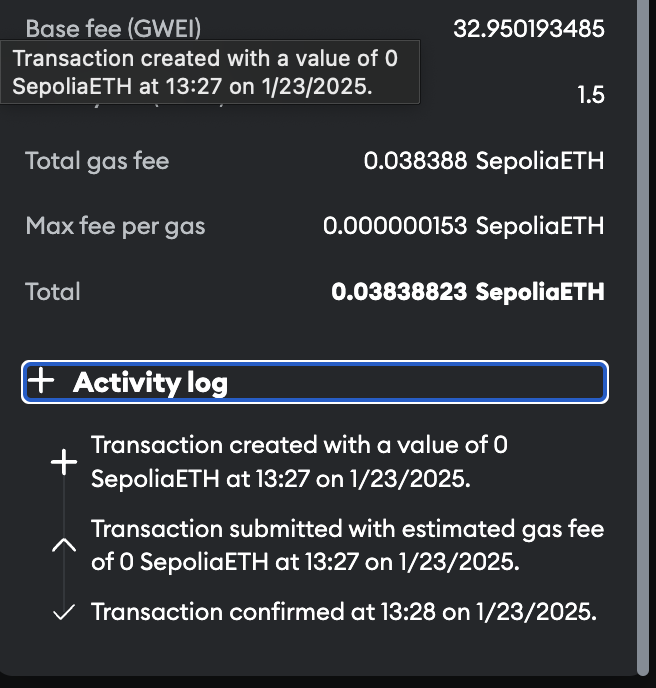 Base fee (GWEI) 32.950193485
Transaction created with a value of 0
SepoliaETH at 13:27 on 1/23/2025.
1.5
Total gas fee 0.038388 SepoliaETH
Max fee per gas 0.000000153 SepoliaETH
Total 0.03838823 SepoliaETH
Activity log
Transaction created with a value of 0
SepoliaETH at 13:27 on 1/23/2025.
Transaction submitted with estimated gas fee
of 0 SepoliaETH at 13:27 on 1/23/2025.
Transaction confirmed at 13:28 on 1/23/2025.